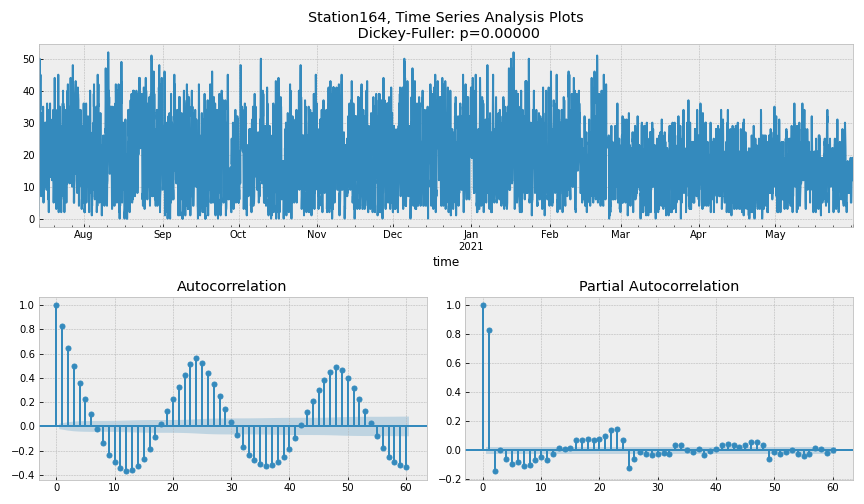 Station164, Time Series Analysis Plots
Dickey-Fuller: p=0.00000
50
40
30
20
10
0
Aug Sep Oct Nov Dec Jan Feb Mar Apr May
2021
time
Autocorrelation
1.0
0.8
0.6
0.4
0.2
0.0
−0.2
−0.4
0 10 20 30 40 50 60
Partial Autocorrelation
1.0
0.8
0.6
0.4
0.2
0.0
−0.2
0 10 20 30 40 50 60